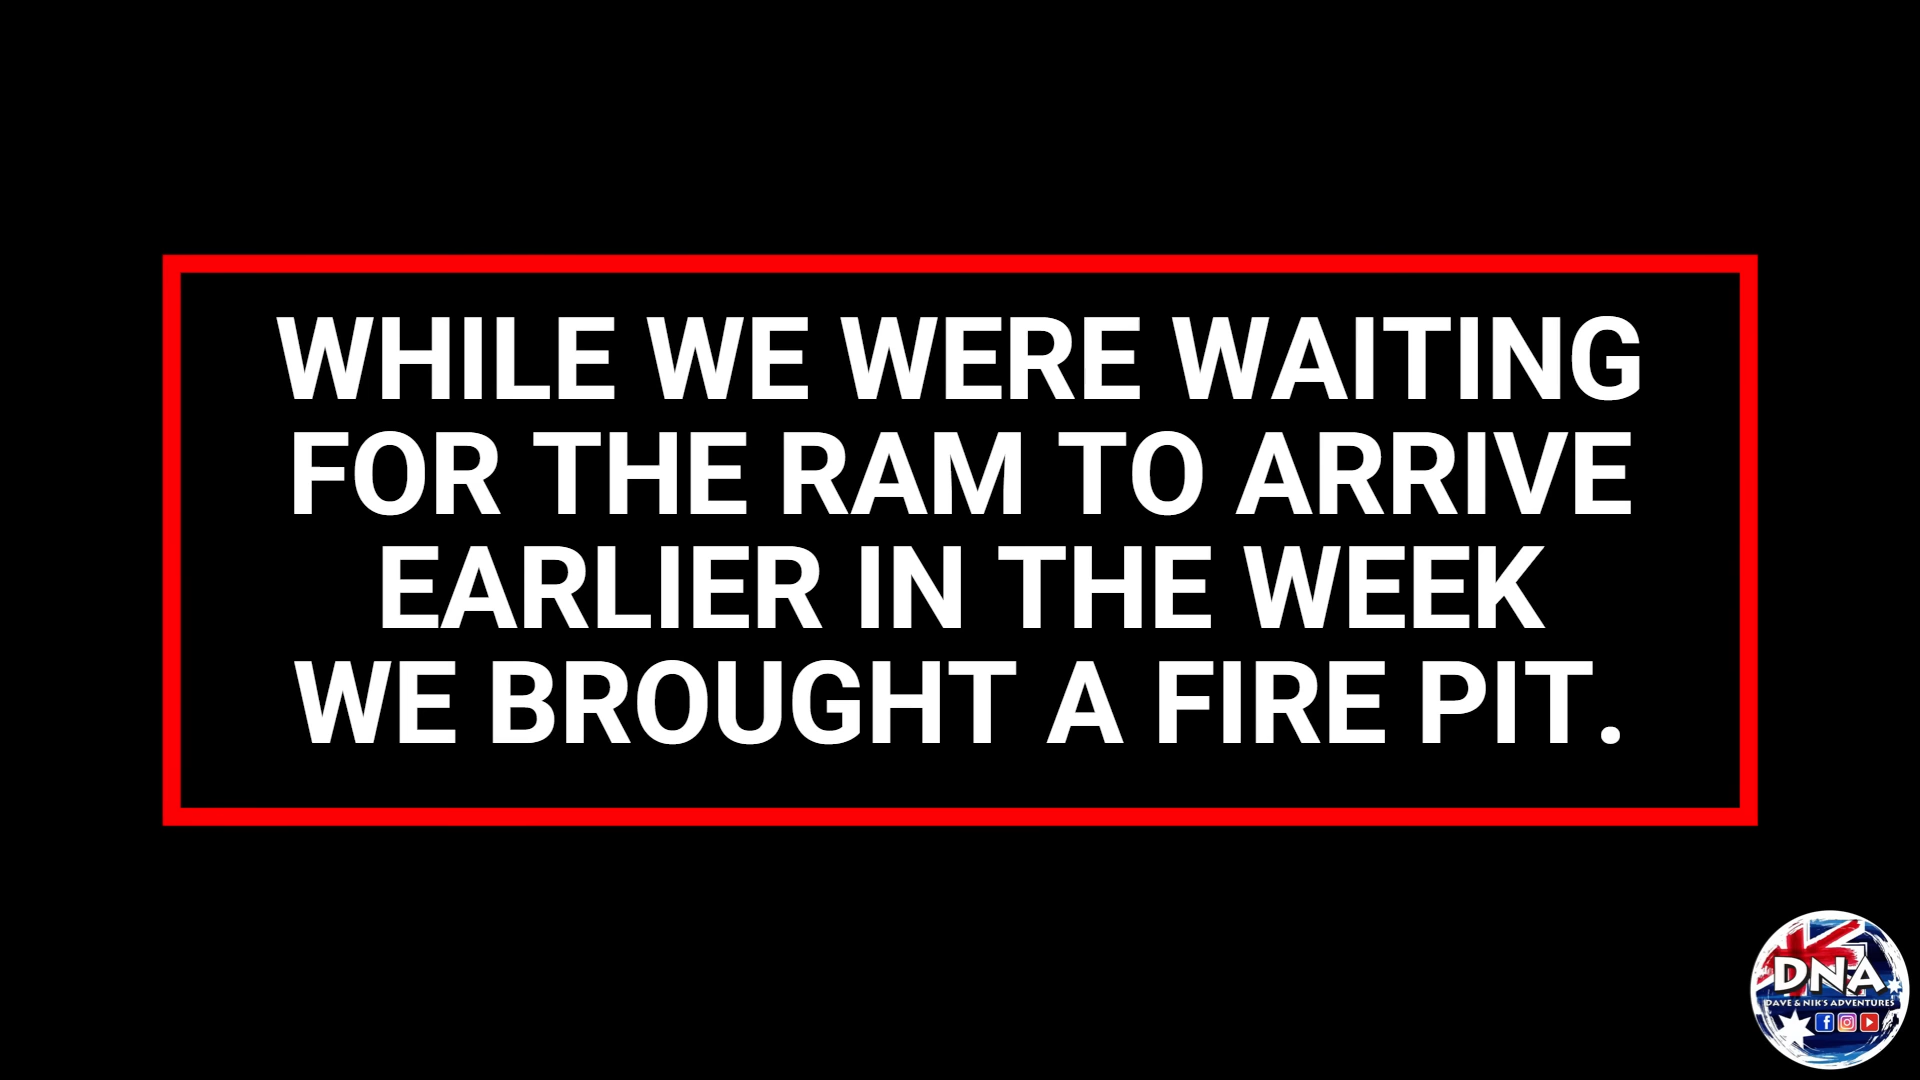 WHILE WE WERE WAITING
FOR THE RAM TO ARRIVE
EARLIER IN THE WEEK
WE BROUGHT A FIRE PIT.
DNA
DAVE & NIK'S ADVENTURES